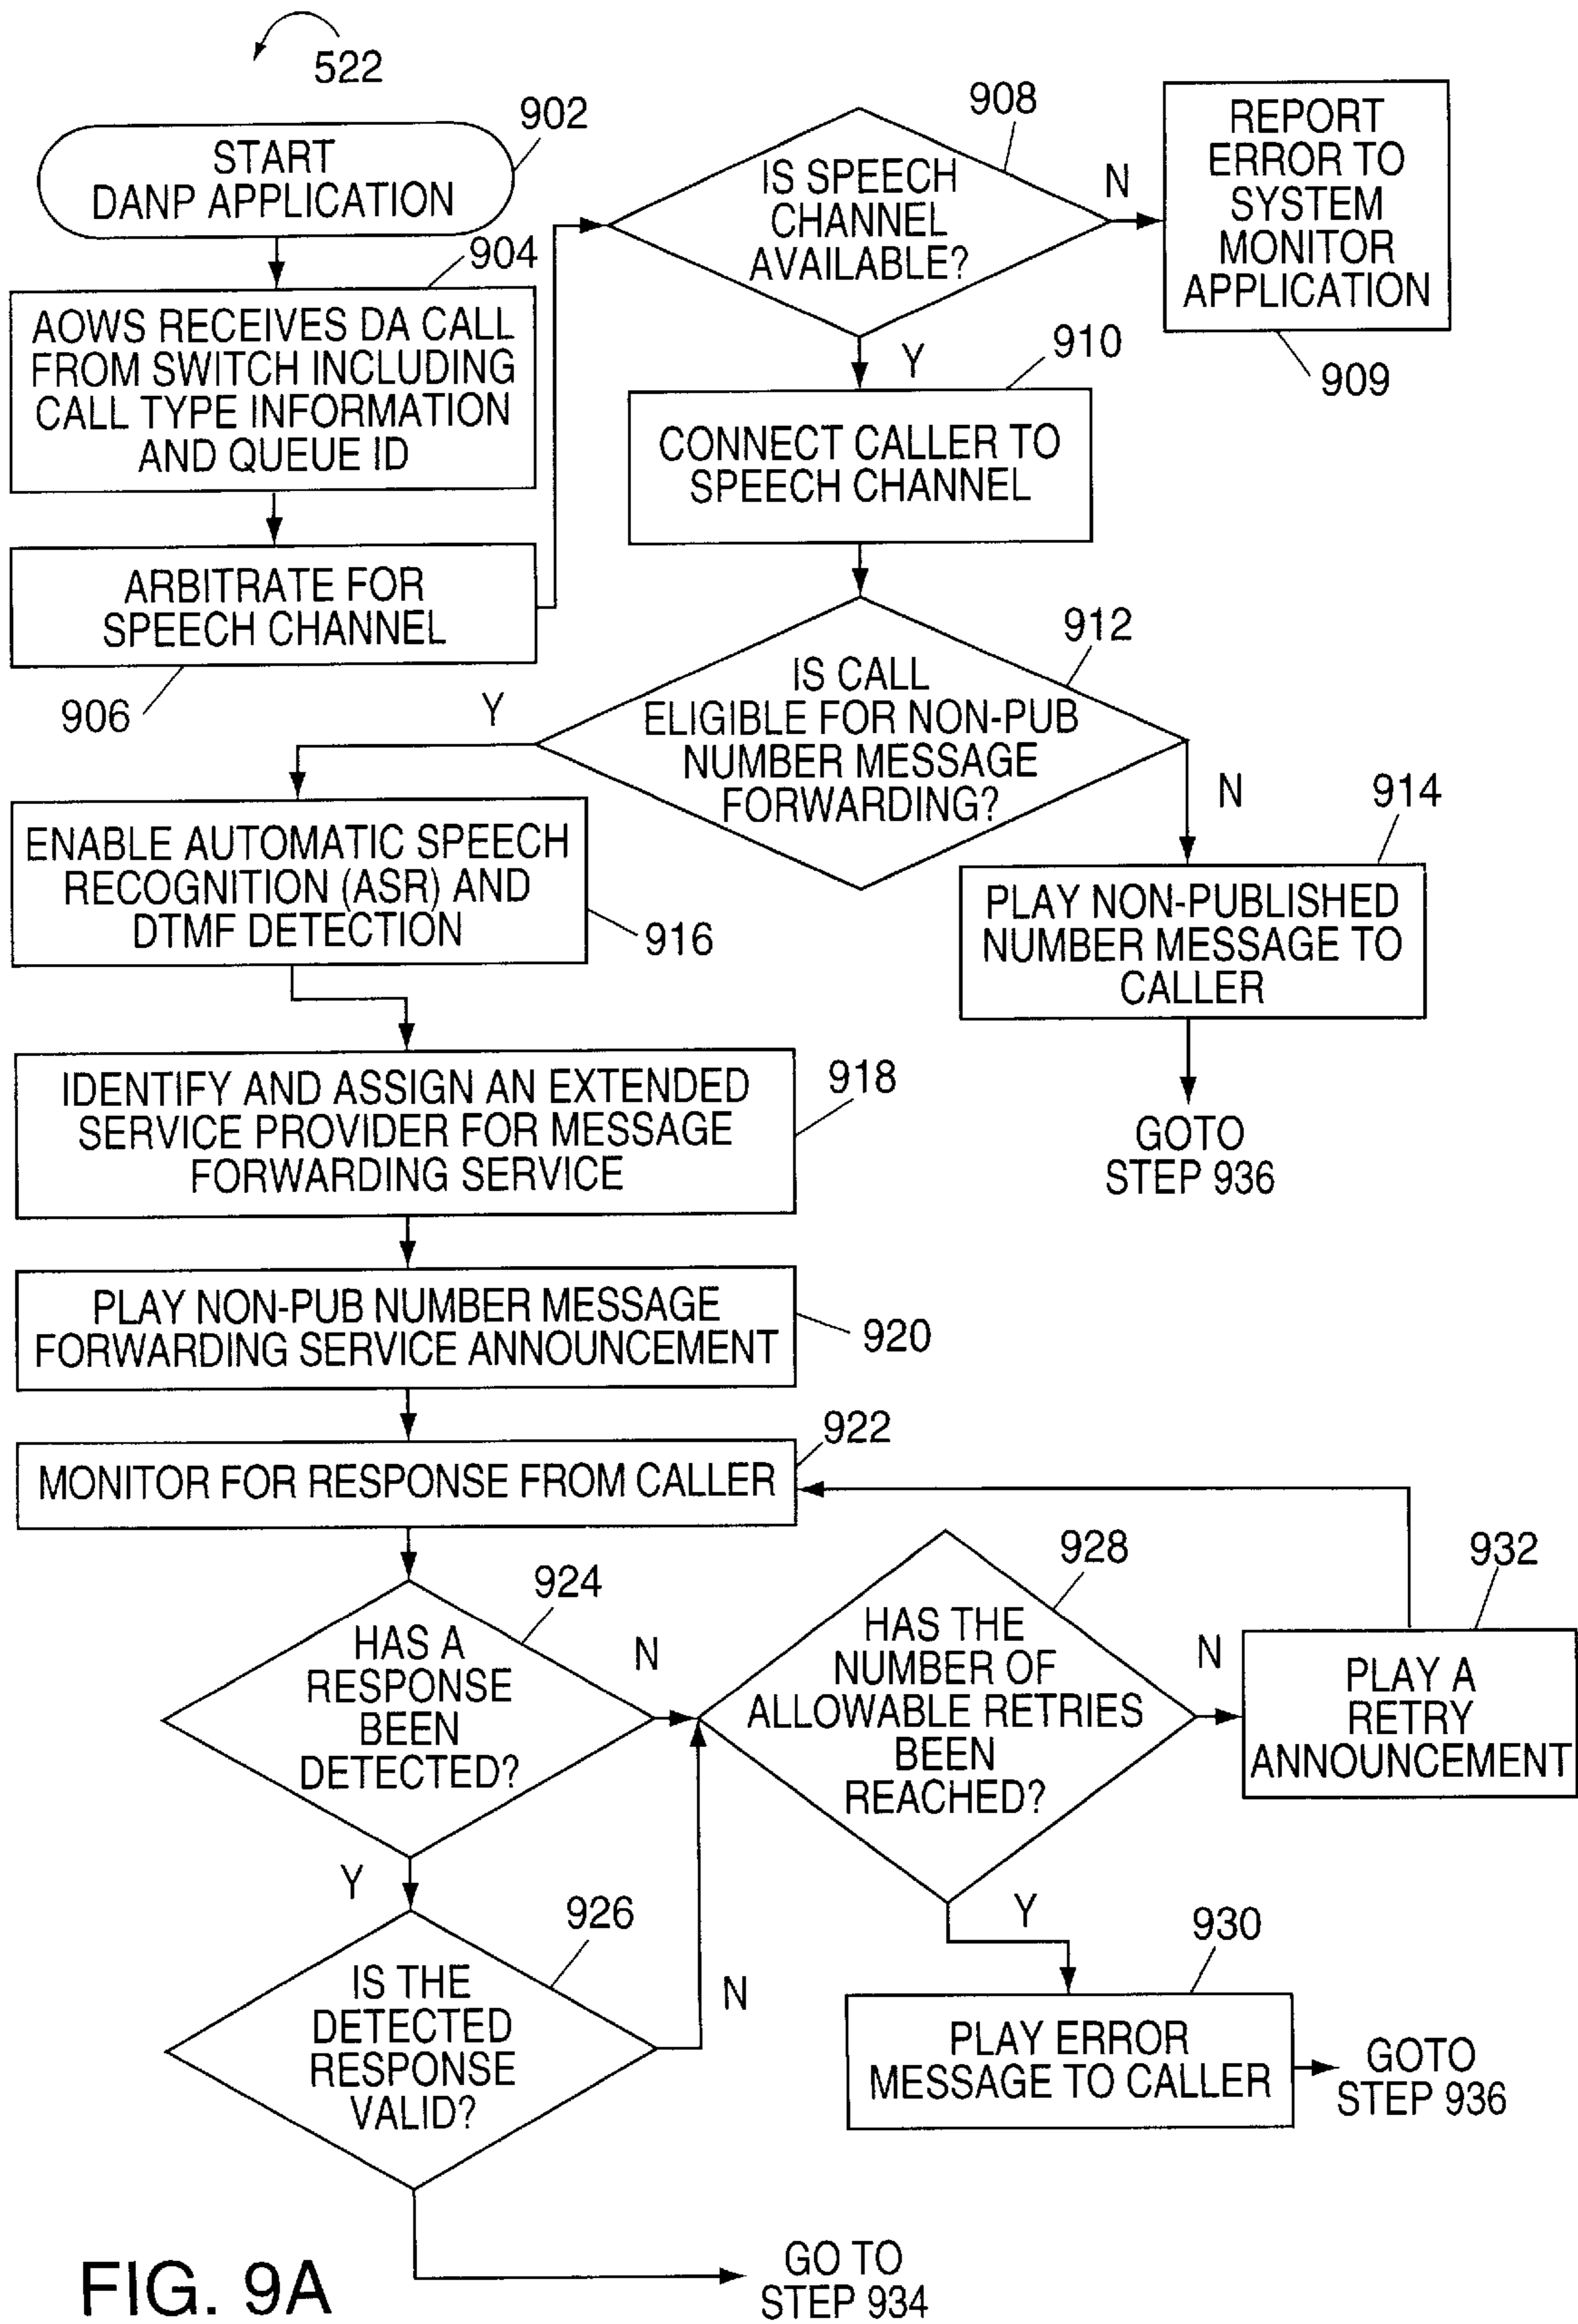 522
902
START
DANP APPLICATION
904
AOWS RECEIVES DA CALL
FROM SWITCH INCLUDING
CALL TYPE INFORMATION
AND QUEUE ID
ARBITRATE FOR
SPEECH CHANNEL
906
908
IS SPEECH
CHANNEL
AVAILABLE?
N
REPORT
ERROR TO
SYSTEM
MONITOR
APPLICATION
909
Y
910
CONNECT CALLER TO
SPEECH CHANNEL
912
IS CALL
ELIGIBLE FOR NON-PUB
NUMBER MESSAGE
FORWARDING?
Y
N
914
PLAY NON-PUBLISHED
NUMBER MESSAGE TO
CALLER
GOTO
STEP 936
ENABLE AUTOMATIC SPEECH
RECOGNITION (ASR) AND
DTMF DETECTION
916
IDENTIFY AND ASSIGN AN EXTENDED
SERVICE PROVIDER FOR MESSAGE
FORWARDING SERVICE
918
PLAY NON-PUB NUMBER MESSAGE
FORWARDING SERVICE ANNOUNCEMENT
920
922
MONITOR FOR RESPONSE FROM CALLER
924
HAS A
RESPONSE
BEEN
DETECTED?
N
928
HAS THE
NUMBER OF
ALLOWABLE RETRIES
BEEN
REACHED?
N
932
PLAY A
RETRY
ANNOUNCEMENT
Y
926
IS THE
DETECTED
RESPONSE
VALID?
N
Y
930
PLAY ERROR
MESSAGE TO CALLER
GOTO
STEP 936
GO TO
STEP 934
FIG. 9A